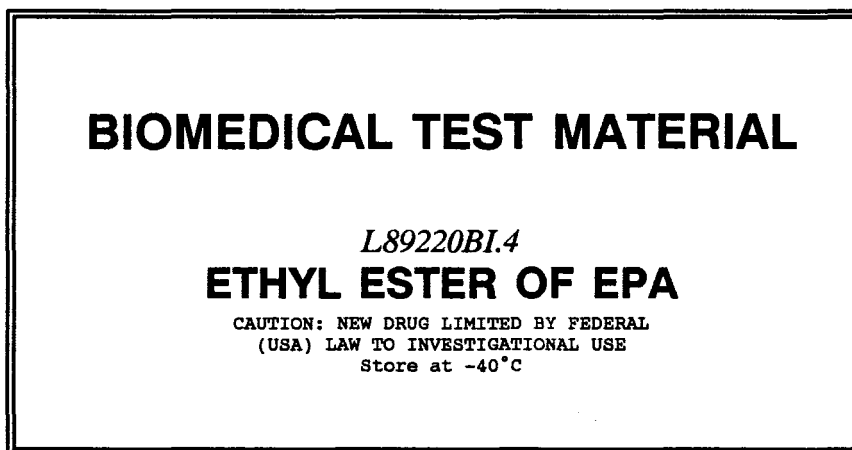 BIOMEDICAL TEST MATERIAL
L89220BI.4
ETHYL ESTER OF EPA
CAUTION: NEW DRUG LIMITED BY FEDERAL
(USA) LAW TO INVESTIGATIONAL USE
Store at -40°C